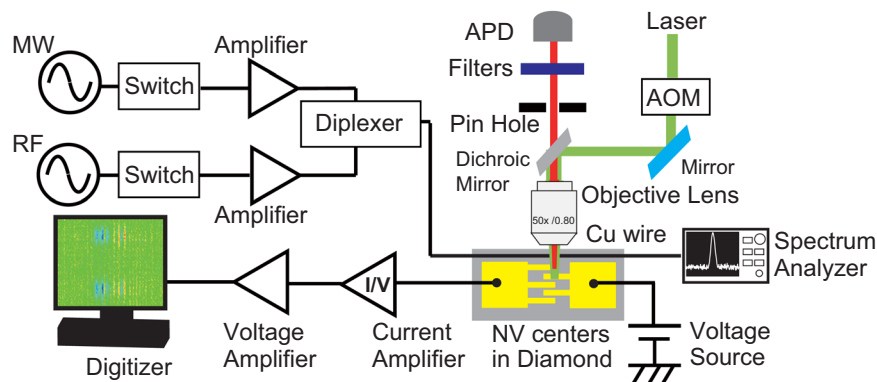 MW
Switch
Amplifier
RF
Switch
Amplifier
Diplexer
APD
Filters
Pin Hole
Dichroic
Mirror
Laser
AOM
Mirror
Objective Lens
50x /0.80
Cu wire
Spectrum
Analyzer
Digitizer
Voltage
Amplifier
I/V
Current
Amplifier
NV centers
in Diamond
Voltage
Source